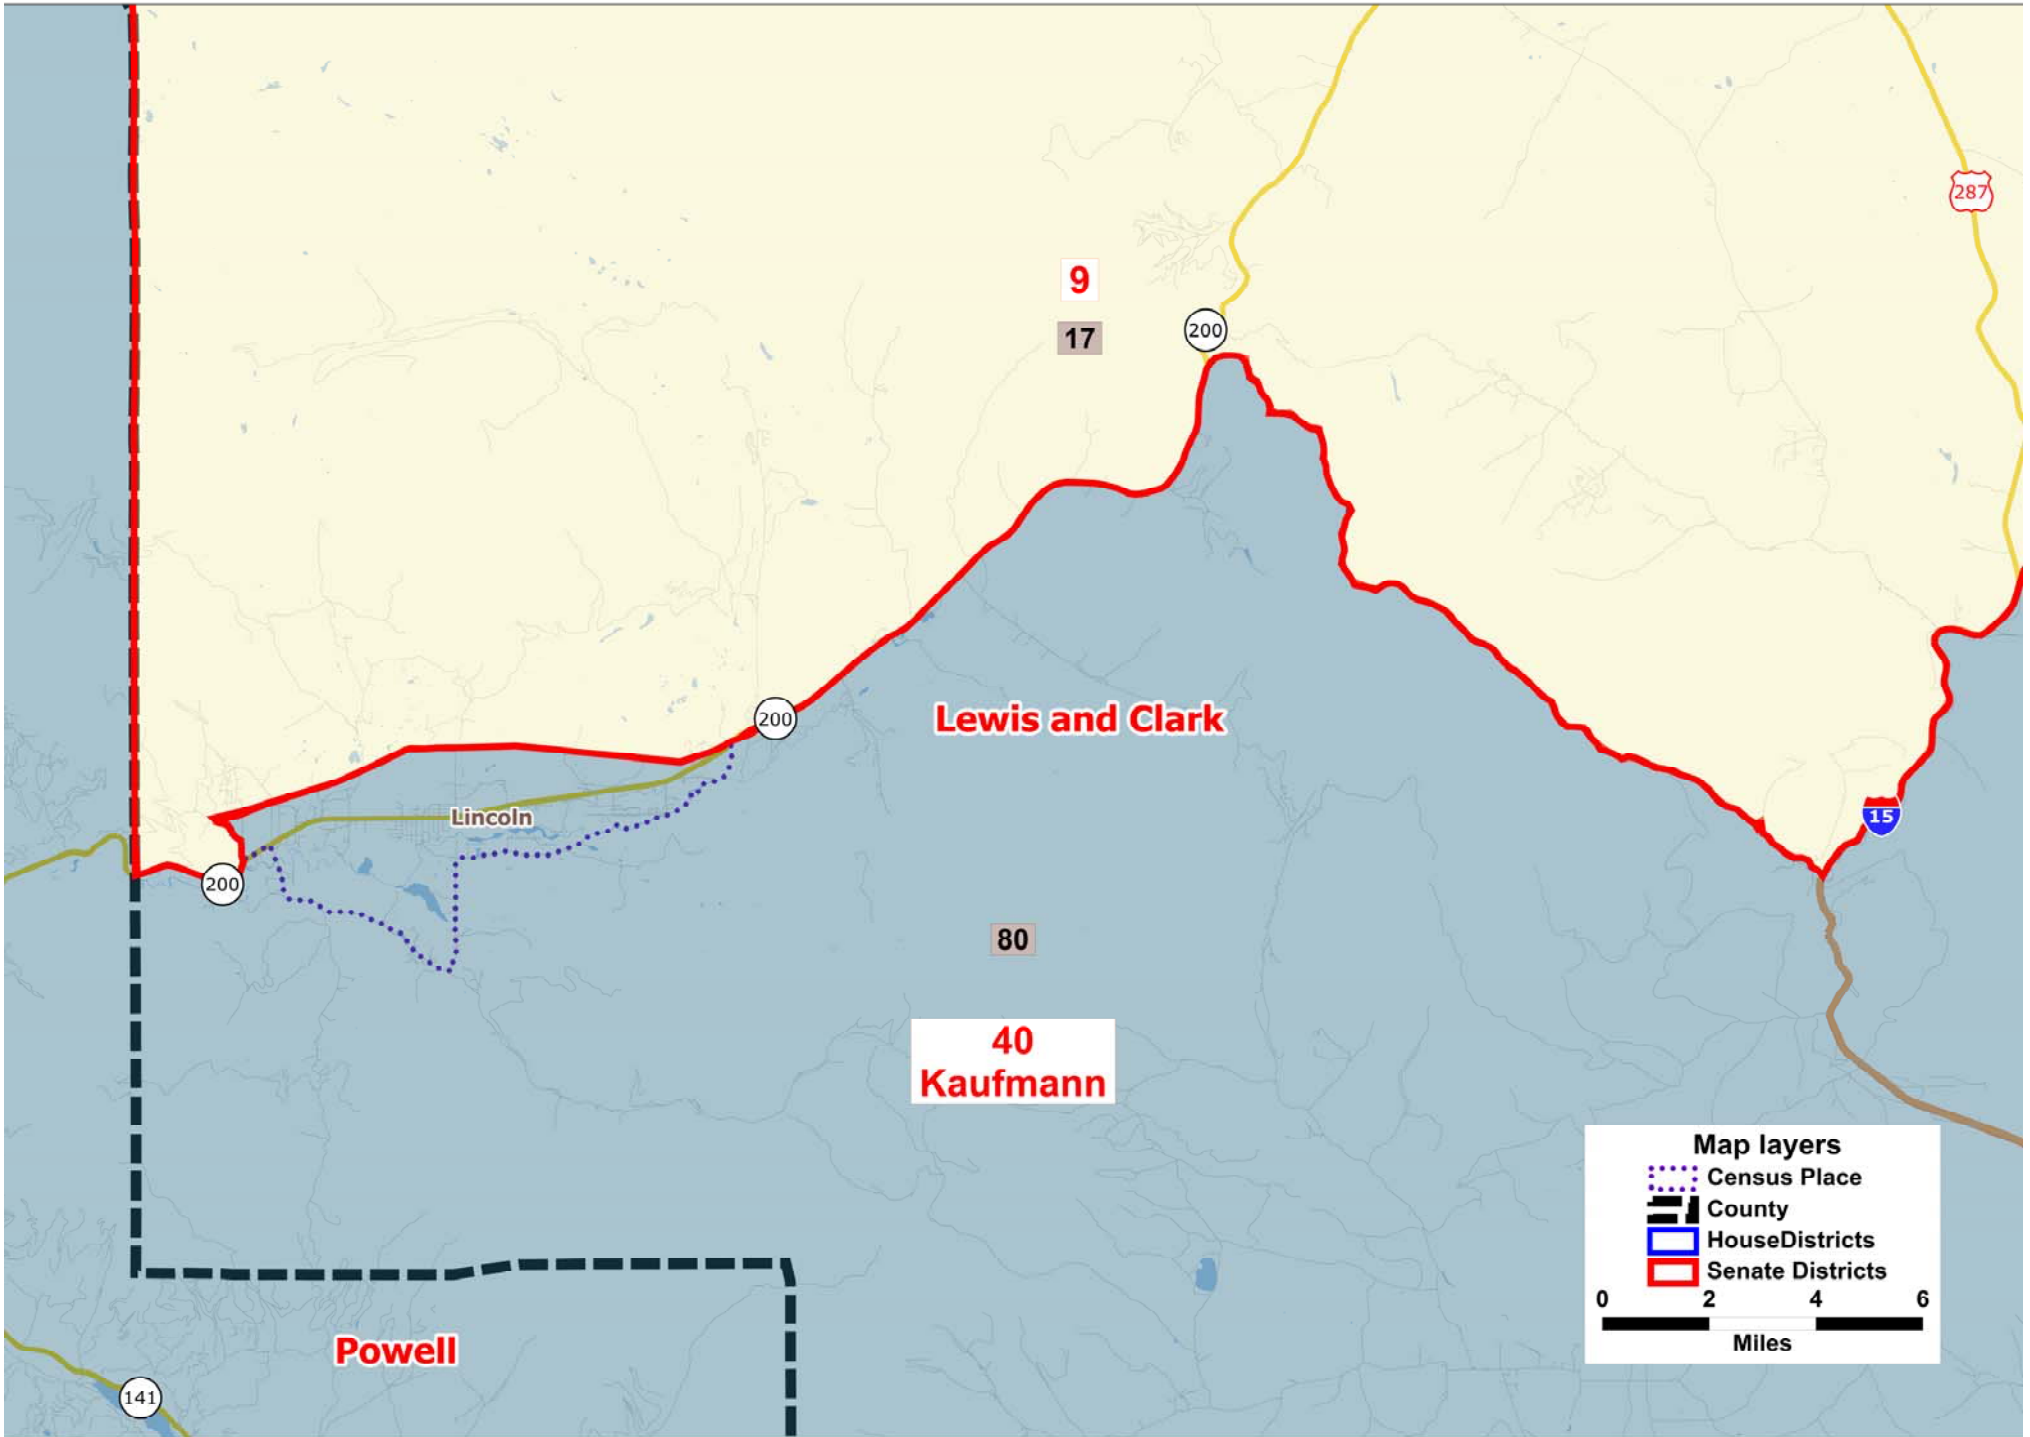 287
9
17
200
200
Lewis and Clark
Lincoln
15
200
80
40
Kaufmann
Map layers
Census Place
County
HouseDistricts
Senate Districts
0 2 4 6
Miles
Powell
141